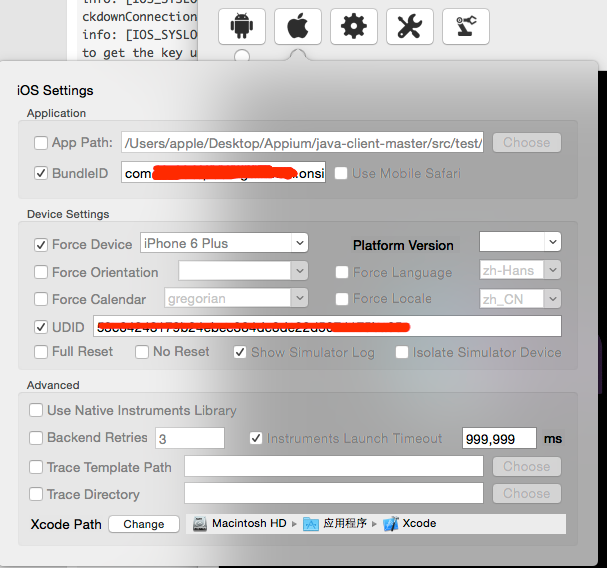 info: [IOS_SYSLO
ckdownConnection
info: [IOS_SYSLO
to get the key u
iOS Settings
Application
App Path: /Users/apple/Desktop/Appium/java-client-master/src/test/ Choose
BundleID com onsi Use Mobile Safari
Device Settings
Force Device iPhone 6 Plus Platform Version
Force Orientation Force Language zh-Hans
Force Calendar gregorian Force Locale zh_CN
UDID
Full Reset No Reset Show Simulator Log Isolate Simulator Device
Advanced
Use Native Instruments Library
Backend Retries 3 Instruments Launch Timeout 999,999 ms
Trace Template Path Choose
Trace Directory Choose
Xcode Path Change Macintosh HD 应用程序 Xcode